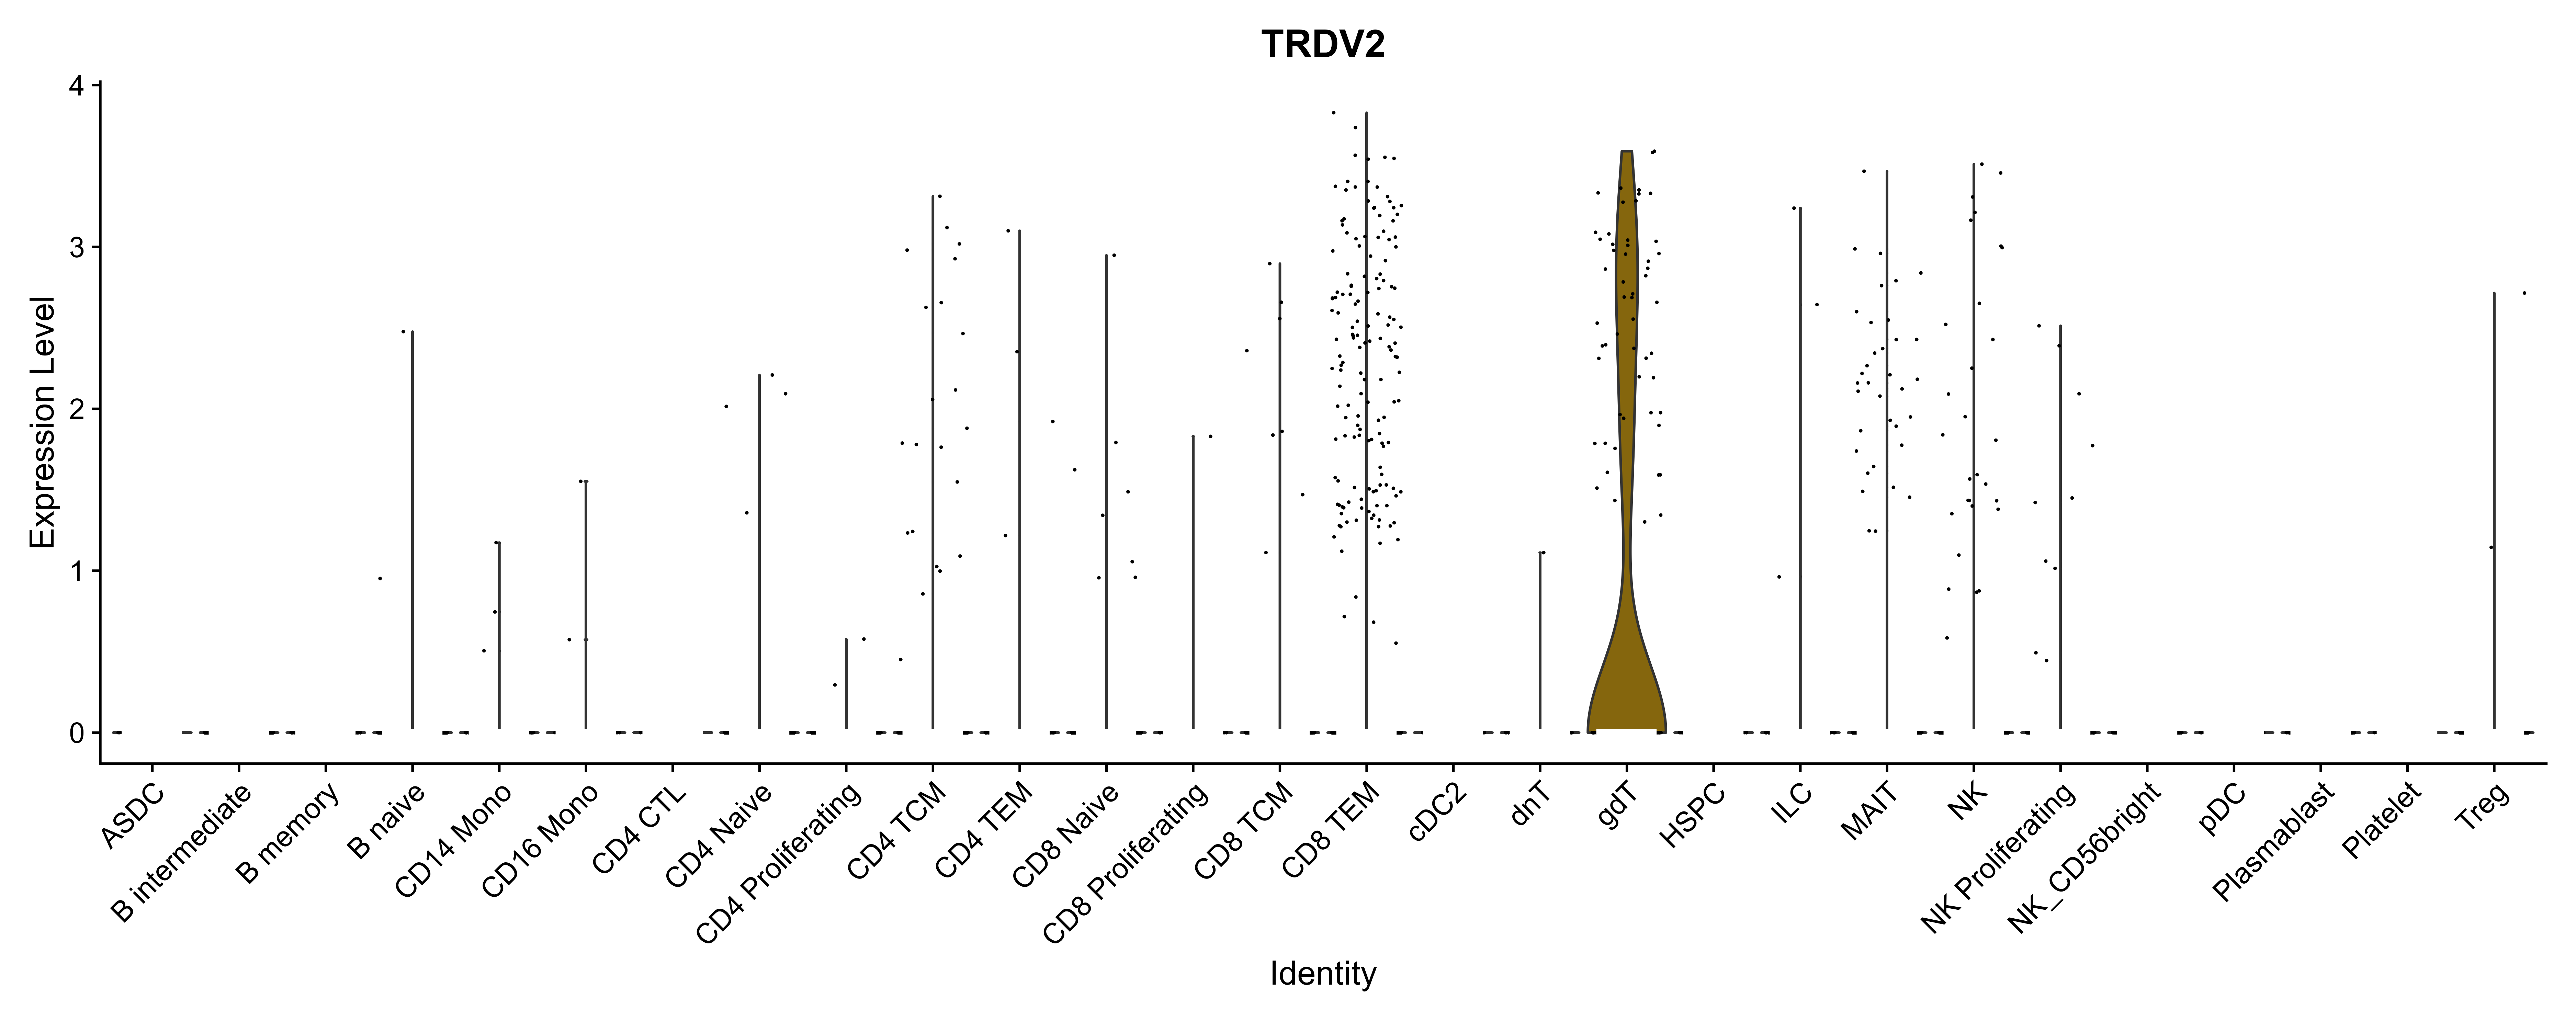 TRDV2
Expression Level
4
3
2
1
0
ASDC
B intermediate
B memory
B naive
CD14 Mono
CD16 Mono
CD4 CTL
CD4 Naive
CD4 Proliferating
CD4 TCM
CD4 TEM
CD8 Naive
CD8 Proliferating
CD8 TCM
CD8 TEM
cDC2
dnT
gdT
HSPC
ILC
MAIT
NK
NK Proliferating
NK_CD56bright
pDC
Plasmablast
Platelet
Treg
Identity